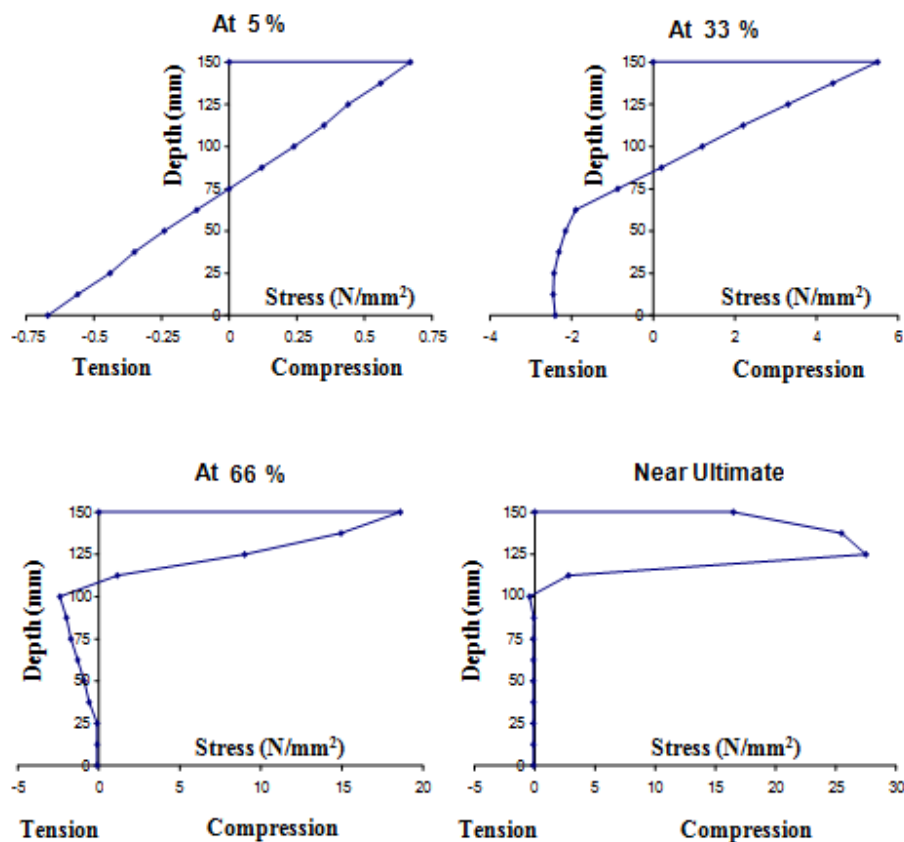 At 5 %
150
125
100
75
50
25
0
Depth (mm)
Stress (N/mm²)
-0.75 -0.5 -0.25 0 0.25 0.5 0.75
Tension Compression
At 33 %
150
125
100
75
50
25
0
Depth (mm)
Stress (N/mm²)
-4 -2 0 2 4 6
Tension Compression
At 66 %
150
125
100
75
50
25
0
Depth (mm)
Stress (N/mm²)
-5 0 5 10 15 20
Tension Compression
Near Ultimate
150
125
100
75
50
25
0
Depth (mm)
Stress (N/mm²)
-5 0 5 10 15 20 25 30
Tension Compression